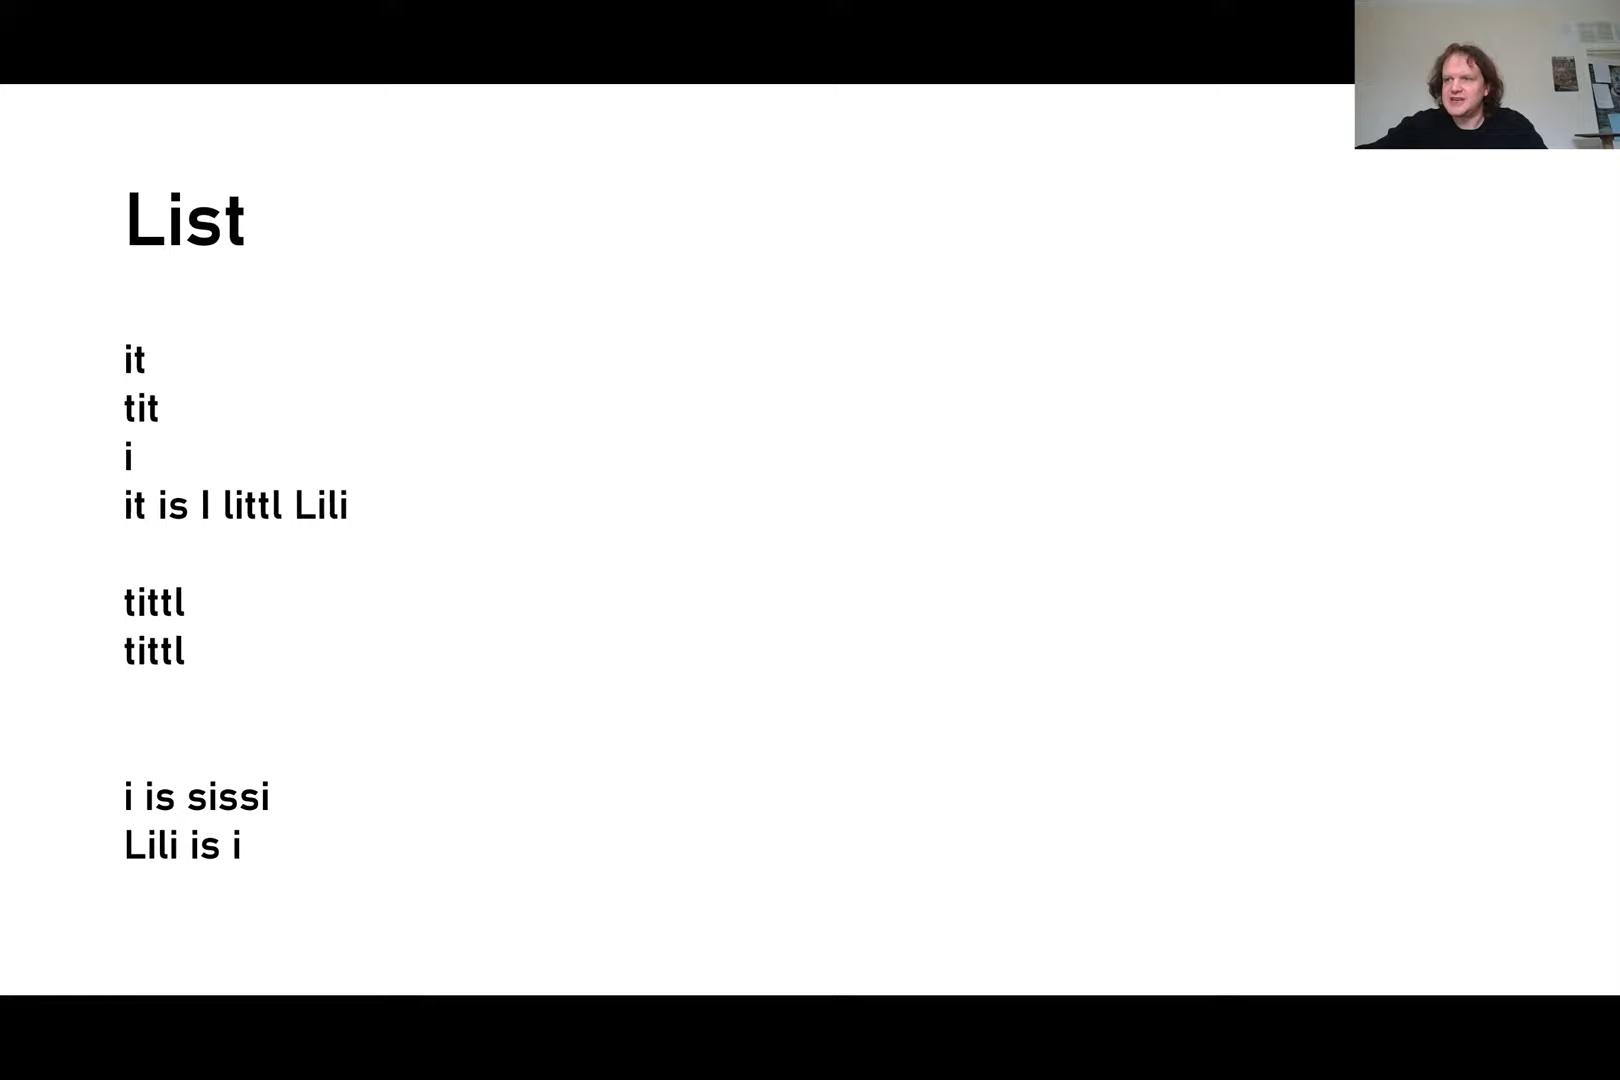 List
it
tit
i
it is I littl Lili
tittl
tittl
i is sissi
Lili is i